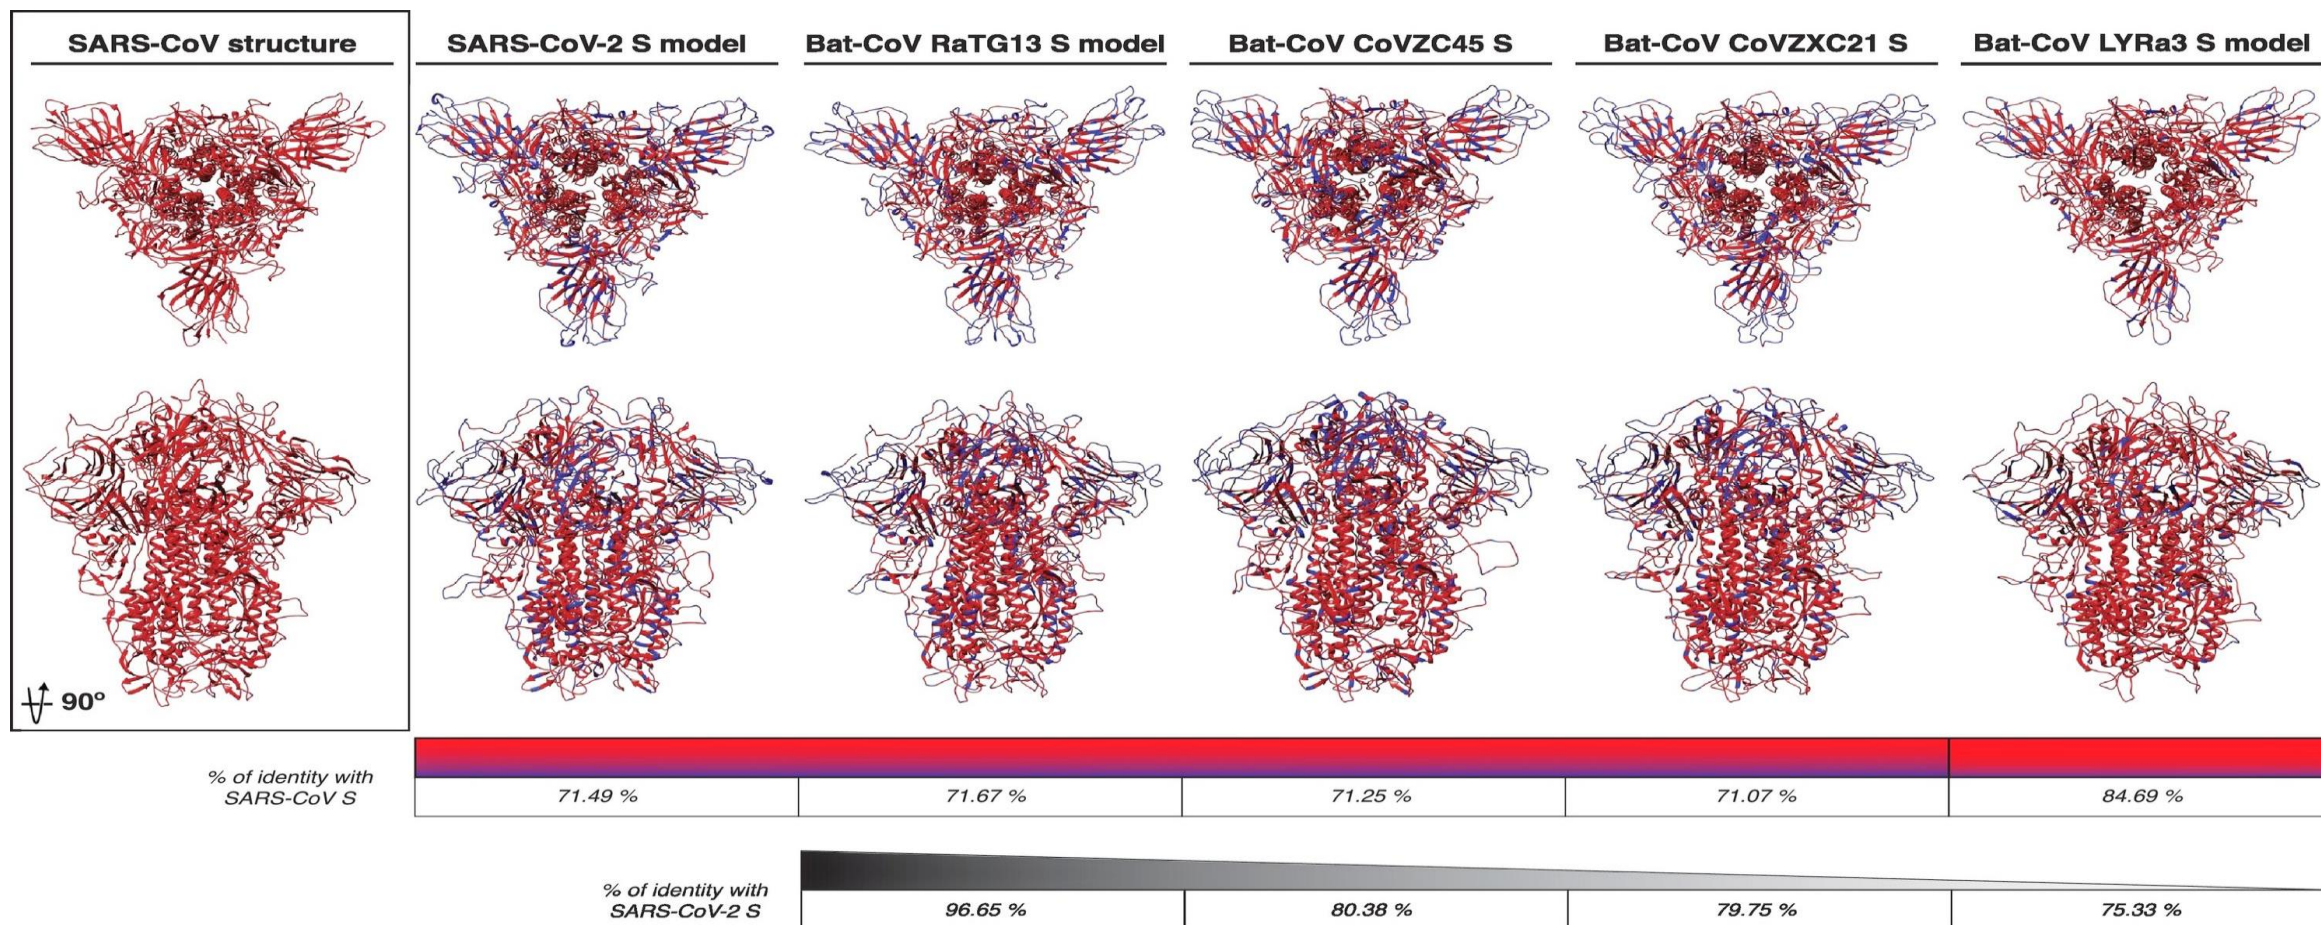 SARS-CoV structure
SARS-CoV-2 S model
Bat-CoV RaTG13 S model
Bat-CoV CoVZC45 S
Bat-CoV CoVZXC21 S
Bat-CoV LYRa3 S model
90º
% of identity with
SARS-CoV S
71.49 %
71.67 %
71.25 %
71.07 %
84.69 %
% of identity with
SARS-CoV-2 S
96.65 %
80.38 %
79.75 %
75.33 %